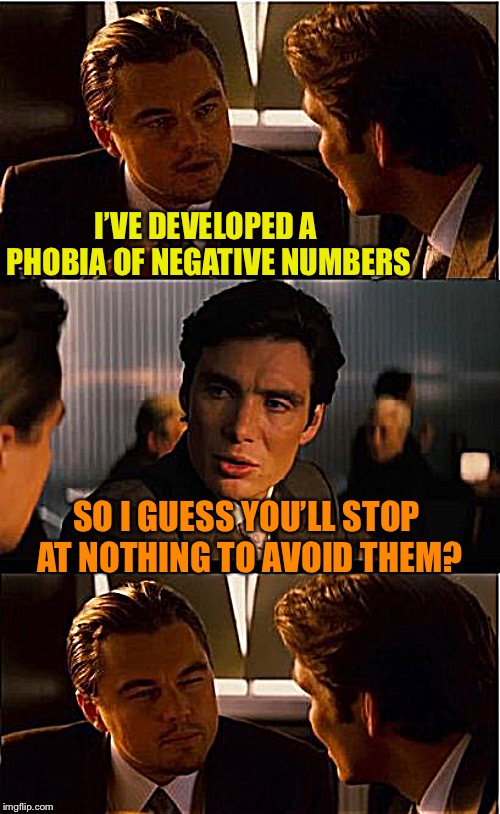 I’VE DEVELOPED A
PHOBIA OF NEGATIVE NUMBERS
SO I GUESS YOU’LL STOP
AT NOTHING TO AVOID THEM?
imgflip.com